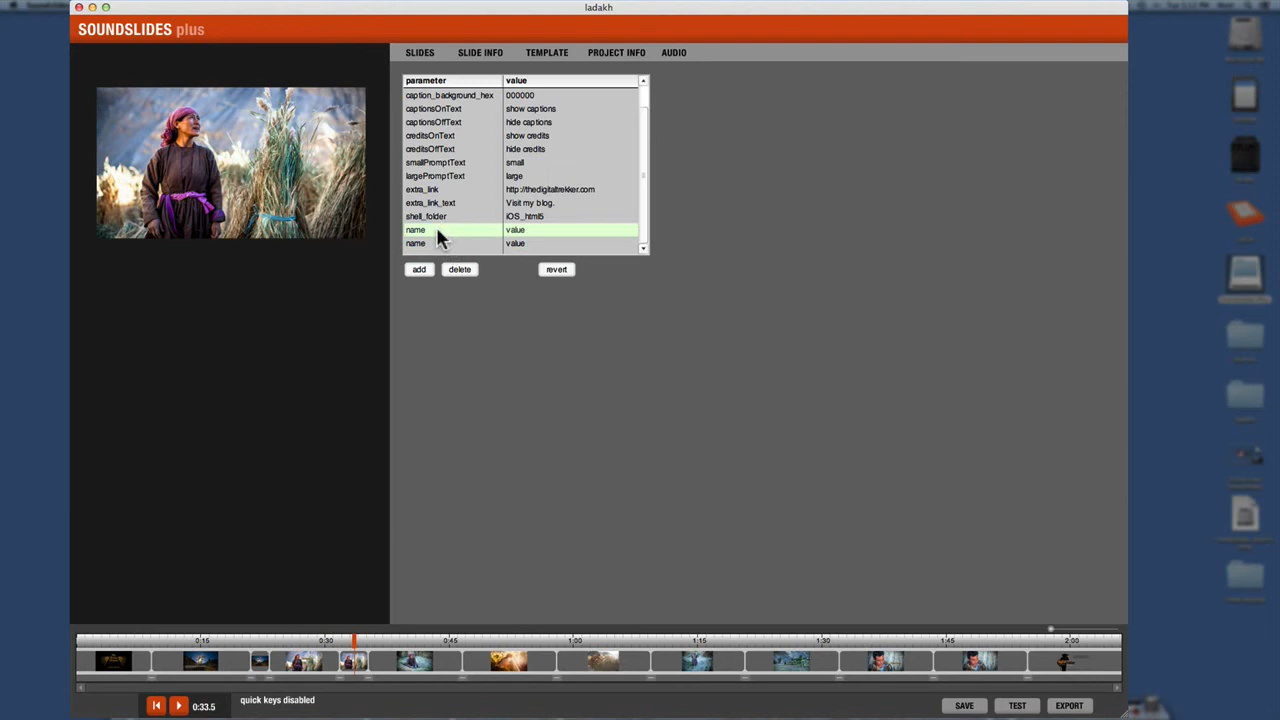 ladakh
SOUNDSLIDES plus
SLIDES SLIDE INFO TEMPLATE PROJECT INFO AUDIO
parameter value
caption_background_hex 000000
captionsOnText show captions
captionsOffText hide captions
creditsOnText show credits
creditsOffText hide credits
smallPromptText small
largePromptText large
extra_link http://thedigitaltrekker.com
extra_link_text Visit my blog.
shell_folder iOS_html5
name value
name value
add delete revert
0:15 0:30 0:45 1:00 1:15 1:30 1:45 2:00
0:33.5 quick keys disabled SAVE TEST EXPORT